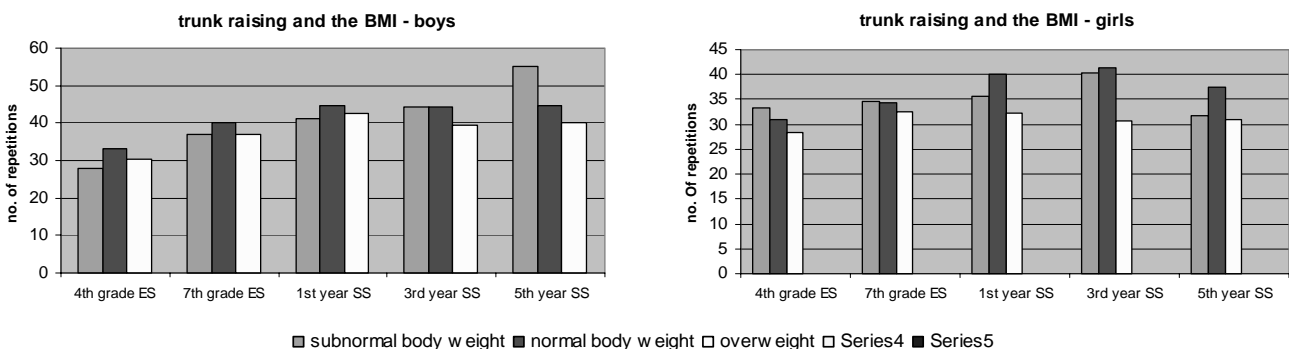 trunk raising and the BMI - boys
60
50
40
30
20
10
0
no. of repetitions
4th grade ES 7th grade ES 1st year SS 3rd year SS 5th year SS
trunk raising and the BMI - girls
45
40
35
30
25
20
15
10
5
0
no. Of repetitions
4th grade ES 7th grade ES 1st year SS 3rd year SS 5th year SS
subnormal body w eight normal body w eight overw eight Series4 Series5